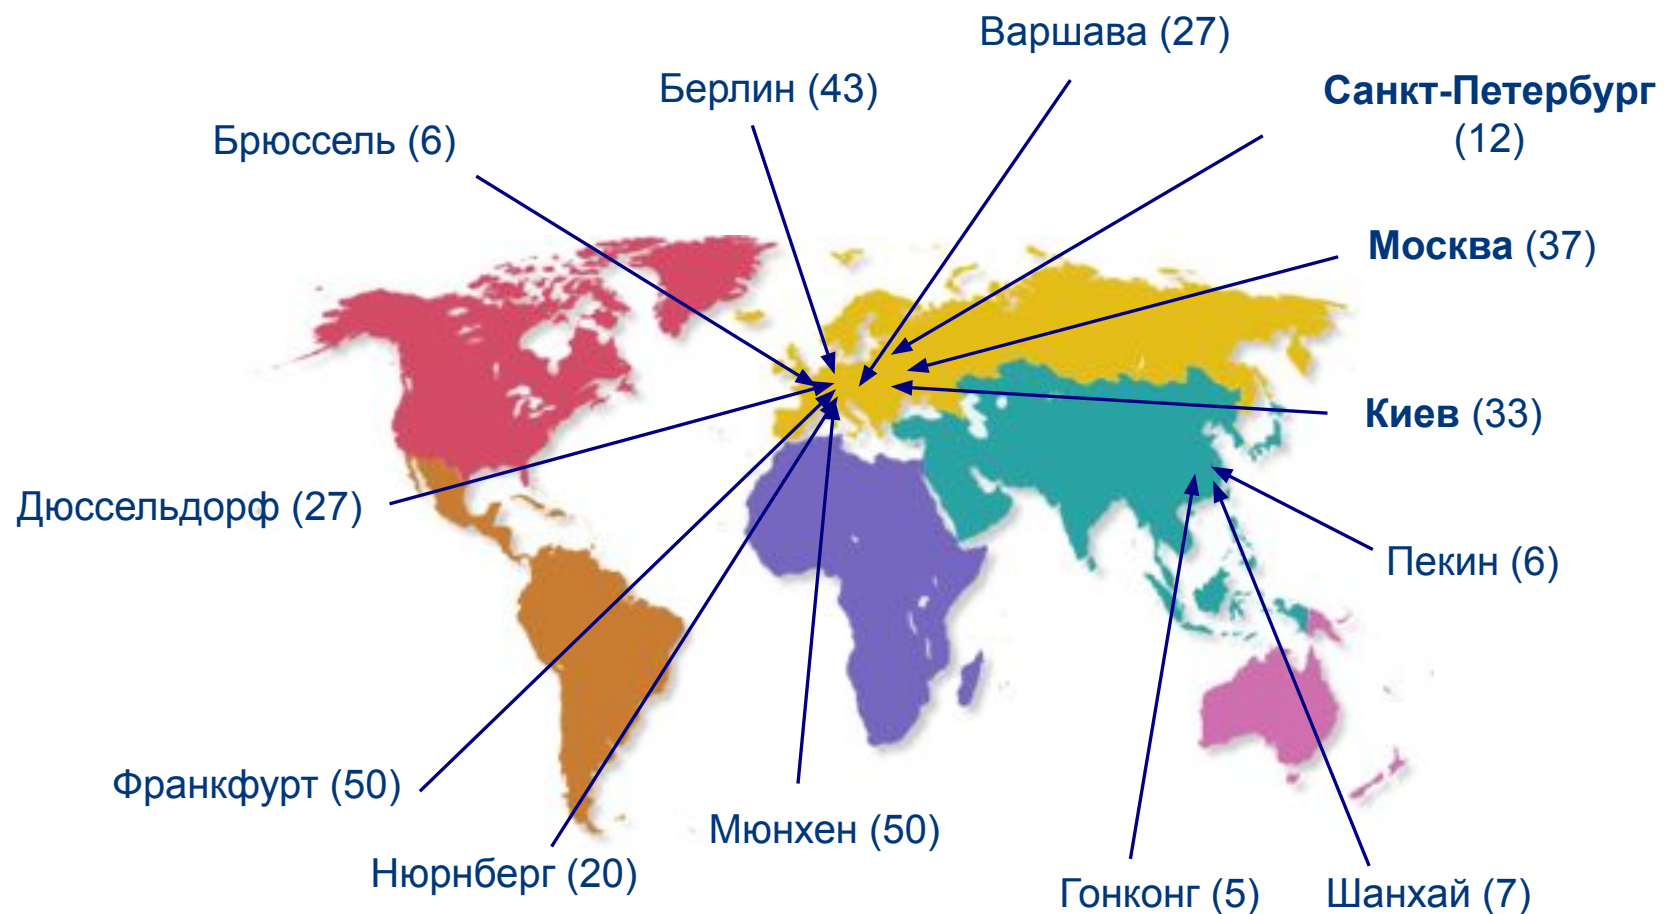 Варшава (27)
Берлин (43)
Санкт-Петербург
(12)
Брюссель (6)
Москва (37)
Киев (33)
Дюссельдорф (27)
Пекин (6)
Франкфурт (50)
Мюнхен (50)
Нюрнберг (20)
Гонконг (5)
Шанхай (7)